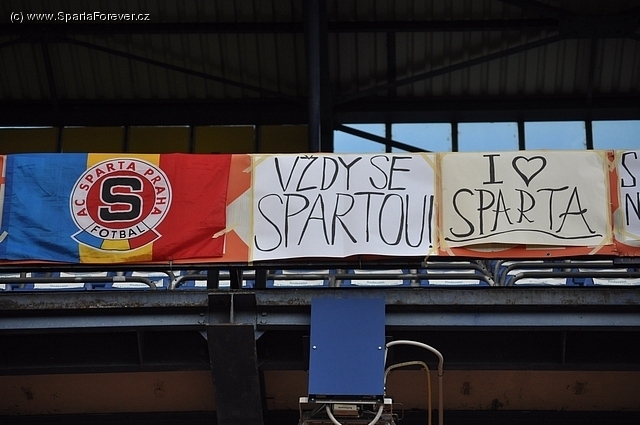 (c) www.SpartaForever.cz
AC SPARTA PRAHA
S
FOTBAL
VŽDY SE
SPARTOU!
I ♡
SPARTA
S
N